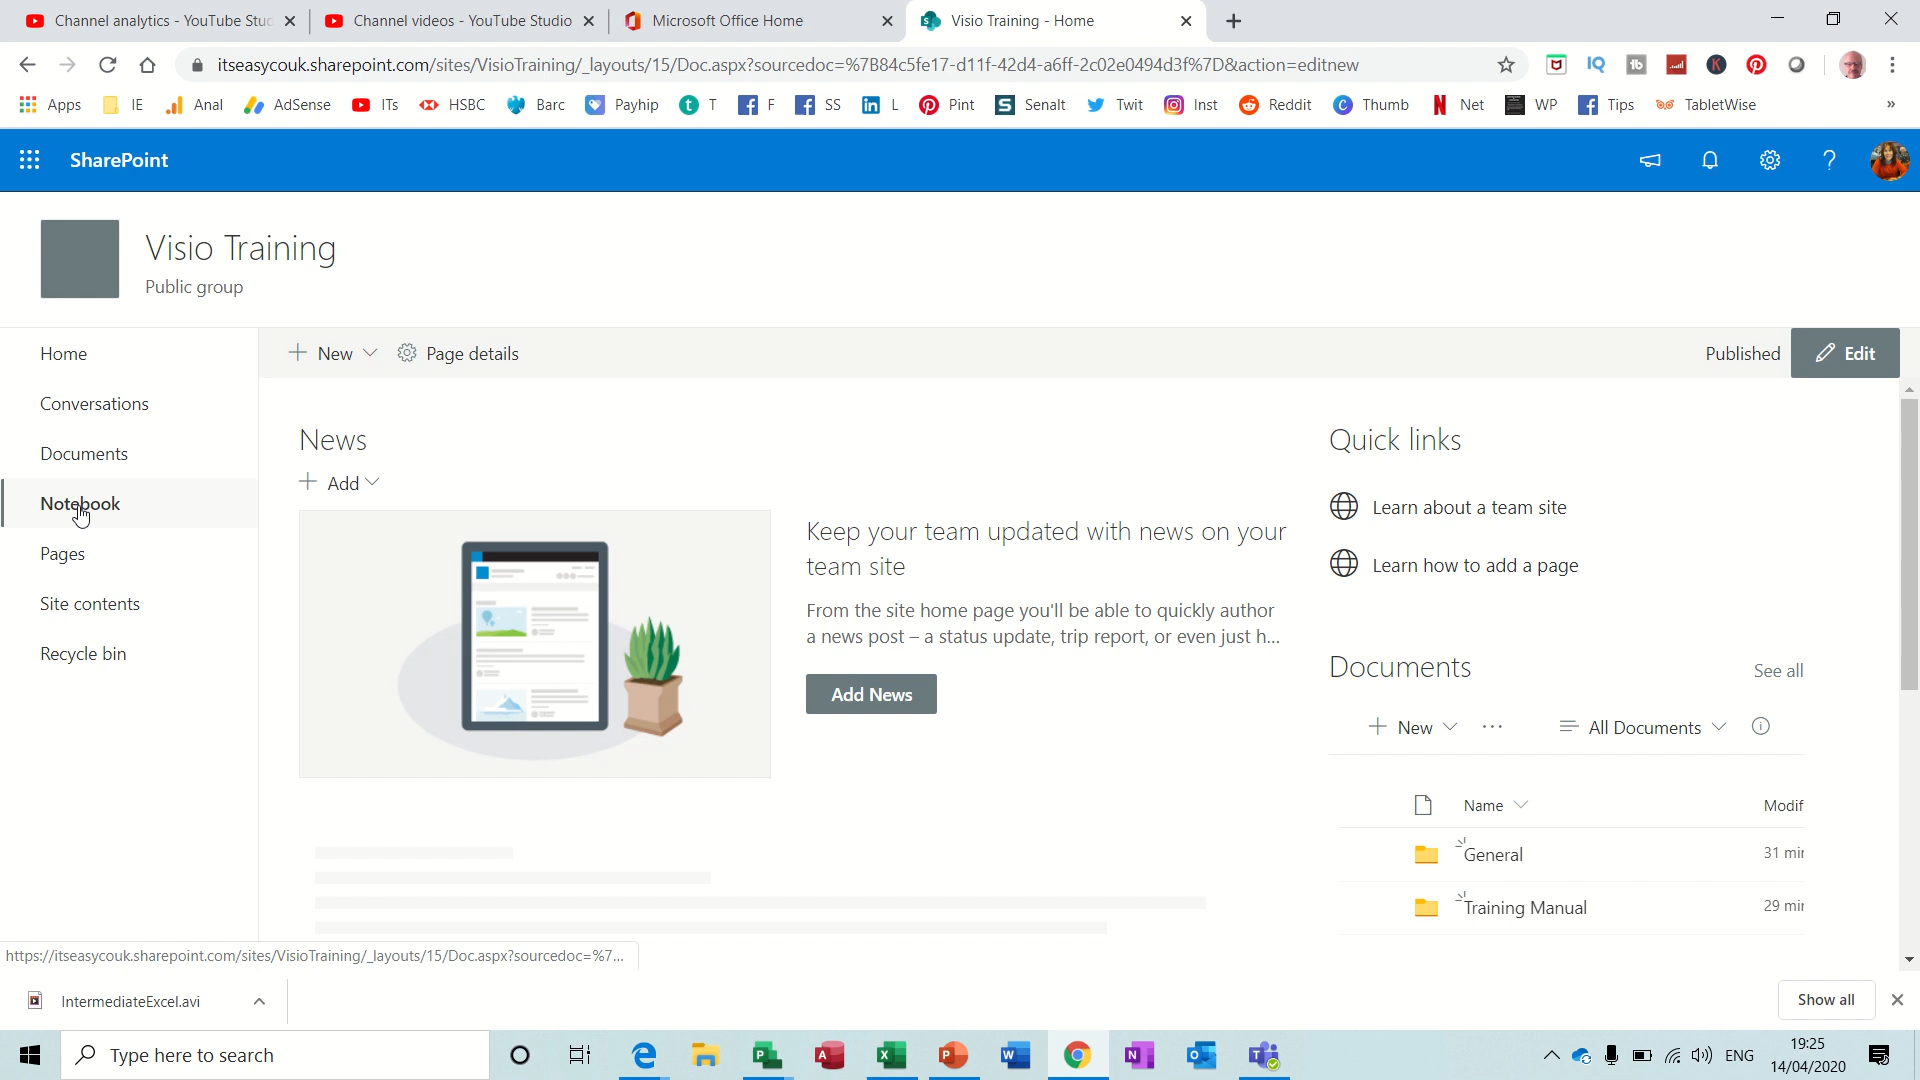 Channel analytics - YouTube Stuc
Channel videos - YouTube Studio
Microsoft Office Home
Visio Training - Home
itseasycouk.sharepoint.com/sites/VisioTraining/_layouts/15/Doc.aspx?sourcedoc=%7B84c5fe17-d11f-42d4-a6ff-2c02e0494d3f%7D&action=editnew
Apps IE Anal AdSense ITs HSBC Barc Payhip T F SS L Pint Senalt Twit Inst Reddit Thumb Net WP Tips TabletWise »
SharePoint
Visio Training
Public group
Home
Conversations
Documents
Notebook
Pages
Site contents
Recycle bin
New Page details
Published Edit
News
Add
Keep your team updated with news on your
team site
From the site home page you'll be able to quickly author
a news post – a status update, trip report, or even just h...
Add News
Quick links
Learn about a team site
Learn how to add a page
Documents See all
New ··· All Documents
Name Modif
General 31 min
Training Manual 29 min
https://itseasycouk.sharepoint.com/sites/VisioTraining/_layouts/15/Doc.aspx?sourcedoc=%7...
IntermediateExcel.avi
Show all
Type here to search
ENG
19:25
14/04/2020